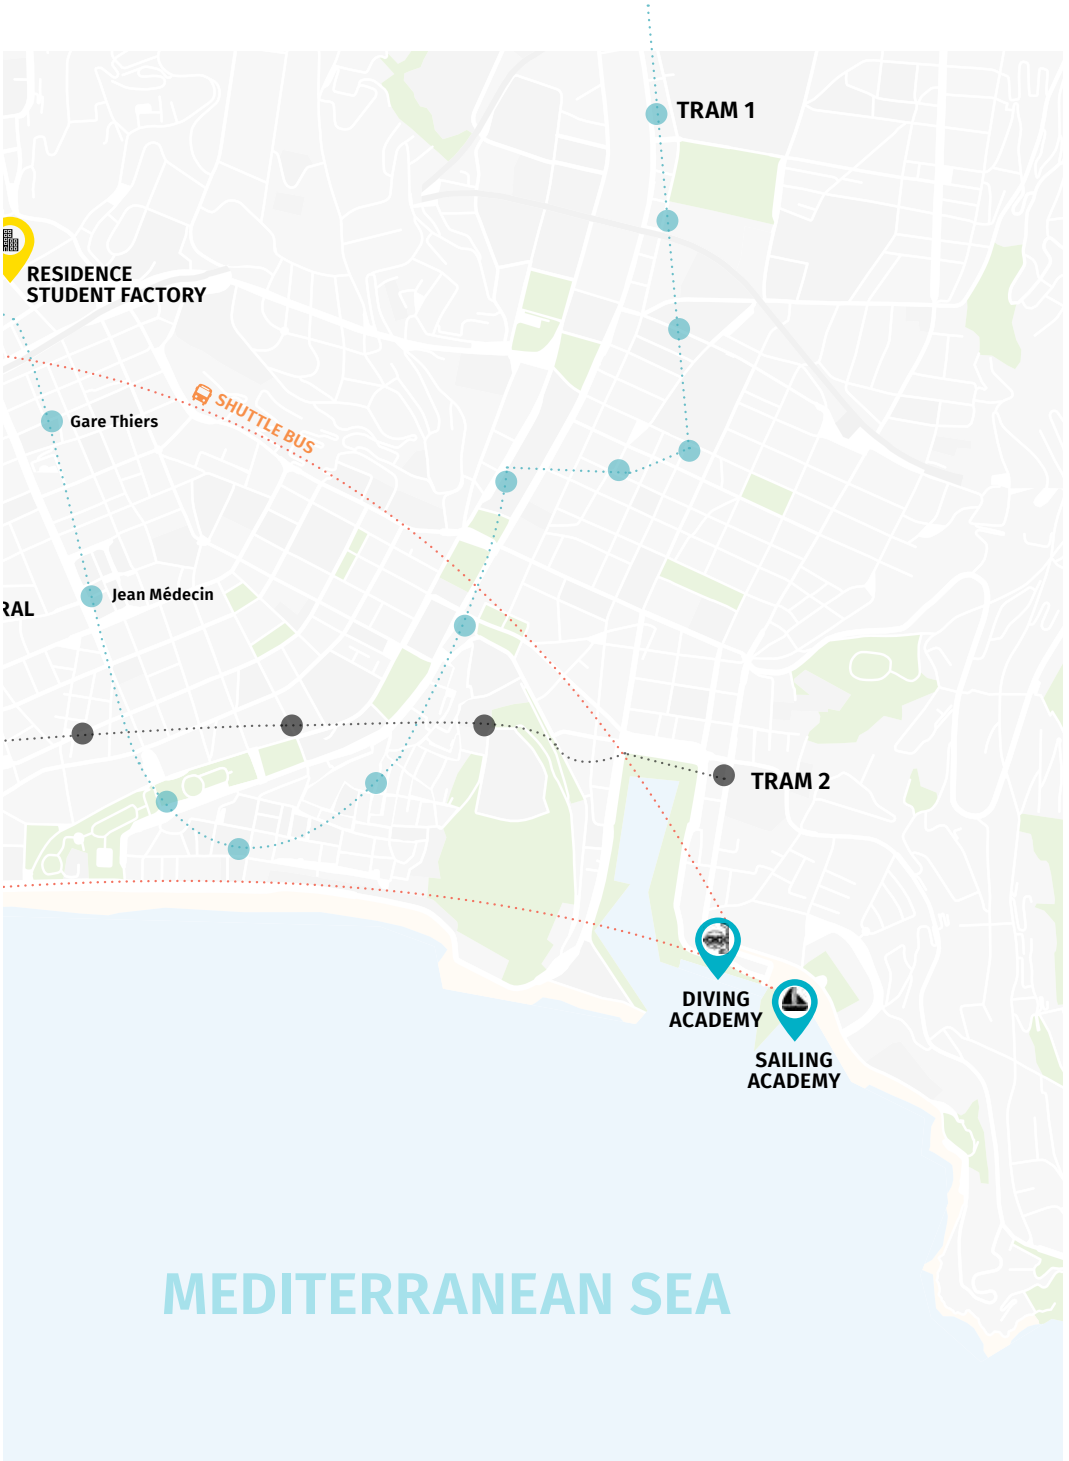 TRAM 1
RESIDENCE
STUDENT FACTORY
SHUTTLE BUS
Gare Thiers
Jean Médecin
RAL
TRAM 2
DIVING
ACADEMY
SAILING
ACADEMY
MEDITERRANEAN SEA